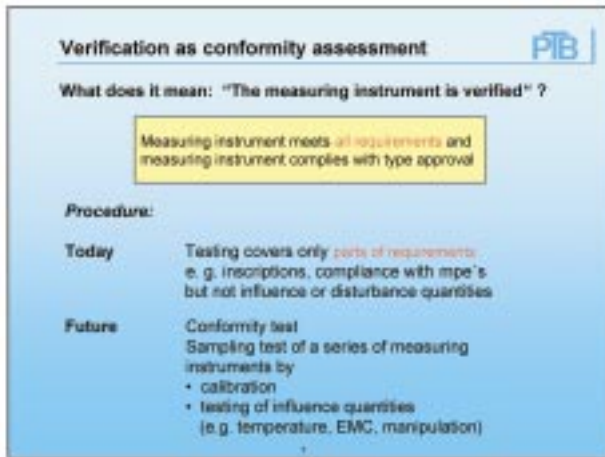 Verification as conformity assessment
PTB
What does it mean: "The measuring instrument is verified" ?
Measuring instrument meets all requirements and
measuring instrument complies with type approval
Procedure:
Today Testing covers only parts of requirements
e. g. inscriptions, compliance with mpe´s
but not influence or disturbance quantities
Future Conformity test
Sampling test of a series of measuring
instruments by
• calibration
• testing of influence quantities
(e.g. temperature, EMC, manipulation)